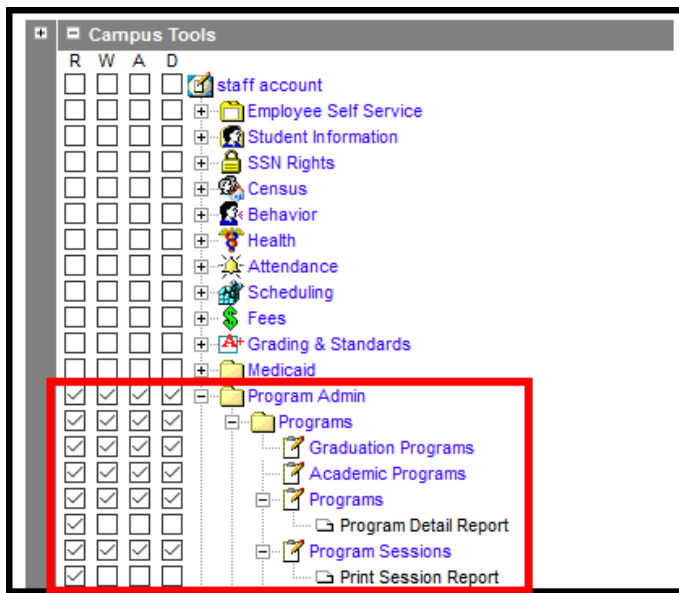 Campus Tools
R W A D
staff account
Employee Self Service
Student Information
SSN Rights
Census
Behavior
Health
Attendance
Scheduling
Fees
Grading & Standards
Medicaid
Program Admin
Programs
Graduation Programs
Academic Programs
Programs
Program Detail Report
Program Sessions
Print Session Report